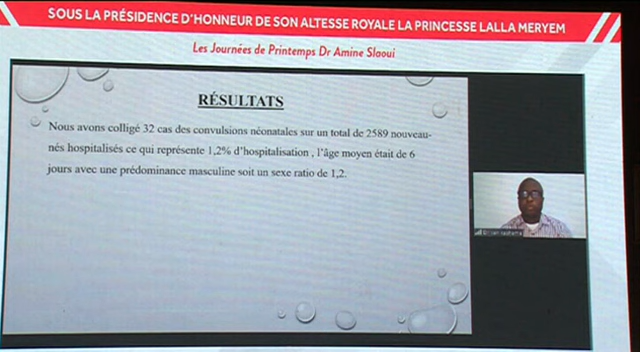 SOUS LA PRÉSIDENCE D'HONNEUR DE SON ALTESSE ROYALE LA PRINCESSE LALLA MERYEM
Les Journées de Printemps Dr Amine Slaoui
RÉSULTATS
Nous avons colligé 32 cas des convulsions néonatales sur un total de 2589 nouveau-
nés hospitalisés ce qui représente 1,2% d'hospitalisation , l'âge moyen était de 6
jours avec une prédominance masculine soit un sexe ratio de 1,2.